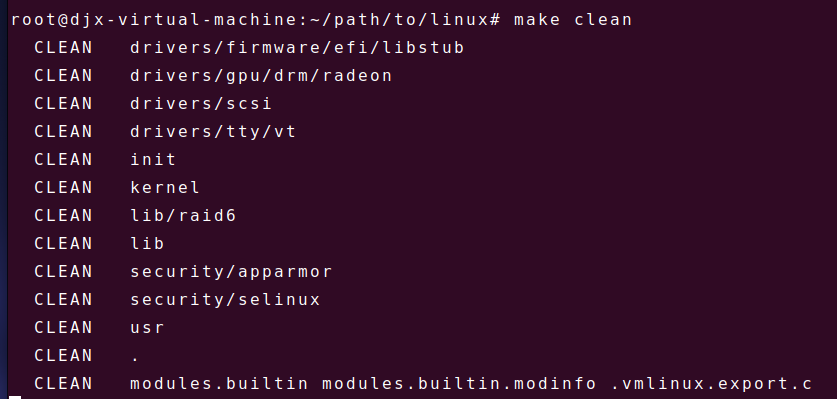 root@djx-virtual-machine:~/path/to/linux# make clean
CLEAN drivers/firmware/efi/libstub
CLEAN drivers/gpu/drm/radeon
CLEAN drivers/scsi
CLEAN drivers/tty/vt
CLEAN init
CLEAN kernel
CLEAN lib/raid6
CLEAN lib
CLEAN security/apparmor
CLEAN security/selinux
CLEAN usr
CLEAN .
CLEAN modules.builtin modules.builtin.modinfo .vmlinux.export.c